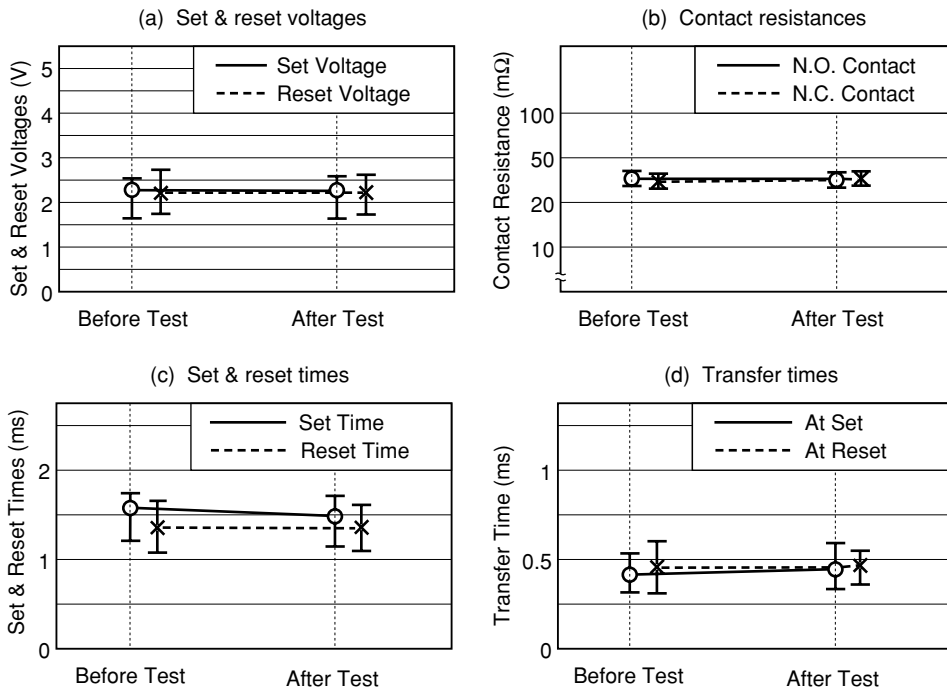 (a) Set & reset voltages
Set & Reset Voltages (V)
5
4
3
2
1
0
Set Voltage
Reset Voltage
Before Test
After Test
(b) Contact resistances
Contact Resistance (mΩ)
100
50
20
10
N.O. Contact
N.C. Contact
Before Test
After Test
(c) Set & reset times
Set & Reset Times (ms)
2
1
0
Set Time
Reset Time
Before Test
After Test
(d) Transfer times
Transfer Time (ms)
1
0.5
0
At Set
At Reset
Before Test
After Test